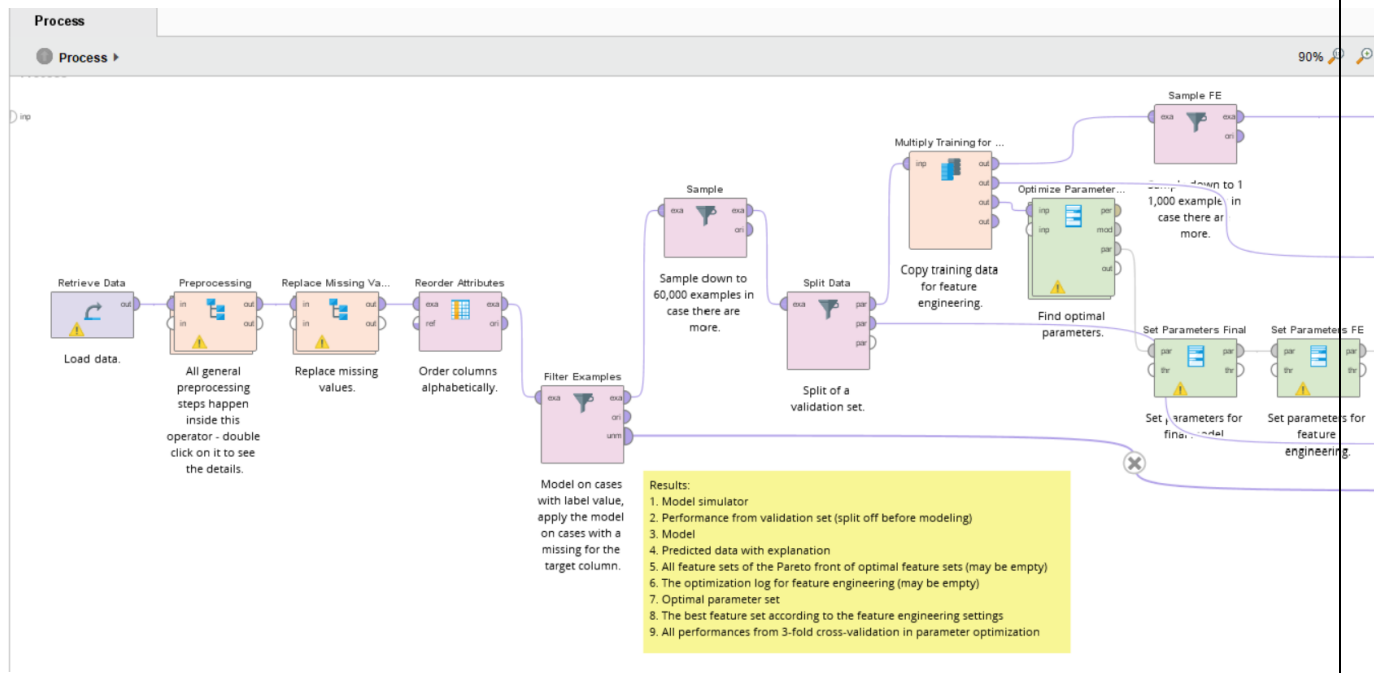 Process
Process
90%
inp
Sample FE
exa
exa
ori
Multiply Training for ...
inp
out
out
out
out
1,000 example
in
case there
more.
Sample
exa
exa
ori
Optimize Parameter...
inp
per
inp
mod
par
out
Sample down to
60,000 examples in
case there are
more.
Copy training data
for feature
engineering.
Find optimal
parameters.
Retrieve Data
out
Load data.
Preprocessing
in
out
in
out
All general
preprocessing
steps happen
inside this
operator - double
click on it to see
the details.
Replace Missing Va...
in
out
in
out
Replace missing
values.
Reorder Attributes
exa
exa
ref
ori
Order columns
alphabetically.
Split Data
exa
par
par
par
Split of a
validation set.
Set Parameters Final
par
par
thr
thr
Set parameters for
Set Parameters FE
par
par
thr
thr
Set parameters for
feature
engineering.
Filter Examples
exa
exa
ori
unm
Model on cases
with label value,
apply the model
on cases with a
missing for the
target column.
Results:
1. Model simulator
2. Performance from validation set (split off before modeling)
3. Model
4. Predicted data with explanation
5. All feature sets of the Pareto front of optimal feature sets (may be empty)
6. The optimization log for feature engineering (may be empty)
7. Optimal parameter set
8. The best feature set according to the feature engineering settings
9. All performances from 3-fold cross-validation in parameter optimization